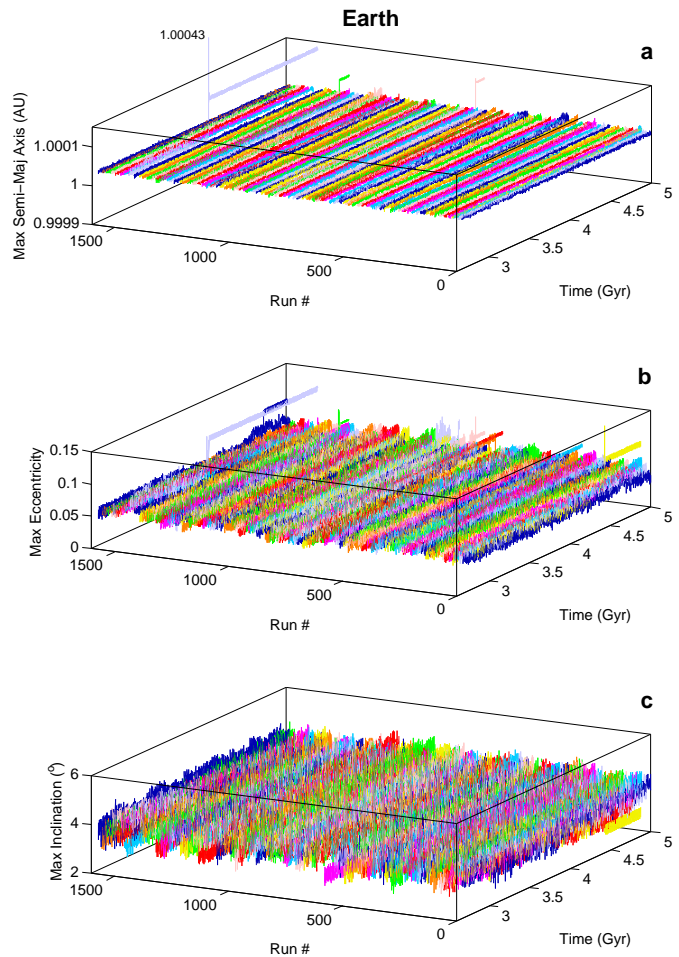 Earth
1.00043
a
Max Semi−Maj Axis (AU)
1.0001
1
0.9999
1500
1000
500
0
Run #
3
3.5
4
4.5
5
Time (Gyr)
b
Max Eccentricity
0.15
0.1
0.05
0
1500
1000
500
0
Run #
3
3.5
4
4.5
5
Time (Gyr)
c
Max Inclination (°)
6
4
2
1500
1000
500
0
Run #
3
3.5
4
4.5
5
Time (Gyr)